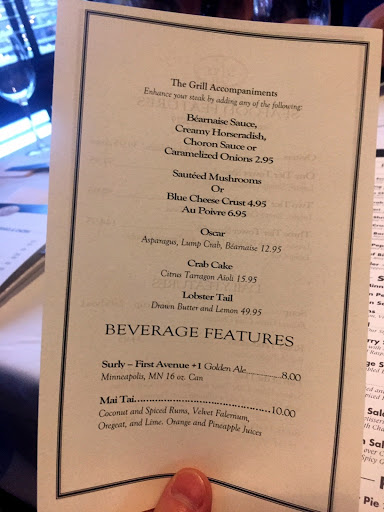 The Grill Accompaniments
Enhance your steak by adding any of the following:
Béarnaise Sauce,
Creamy Horseradish,
Choron Sauce or
Caramelized Onions 2.95
Sautéed Mushrooms
Or
Blue Cheese Crust 4.95
Au Poivre 6.95
Oscar
Asparagus, Lump Crab, Béarnaise 12.95
Crab Cake
Citrus Tarragon Aïoli 15.95
Lobster Tail
Drawn Butter and Lemon 49.95
BEVERAGE FEATURES
Surly – First Avenue +1 Golden Ale...............8.00
Minneapolis, MN 16 oz. Can
Mai Tai..................................................10.00
Coconut and Spiced Rums, Velvet Falernum,
Oregeat, and Lime. Orange and Pineapple Juices
Pie